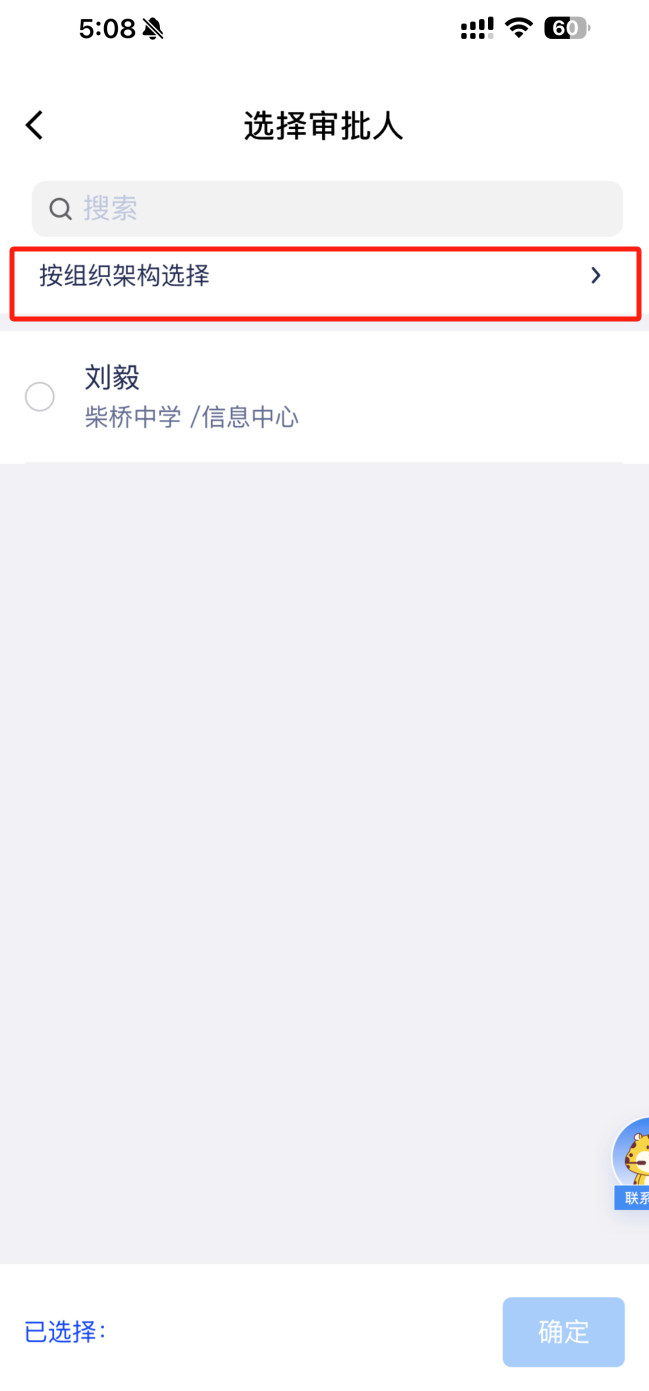 5:08
60
选择审批人
搜索
按组织架构选择
刘毅
柴桥中学 /信息中心
联系
已选择:
确定